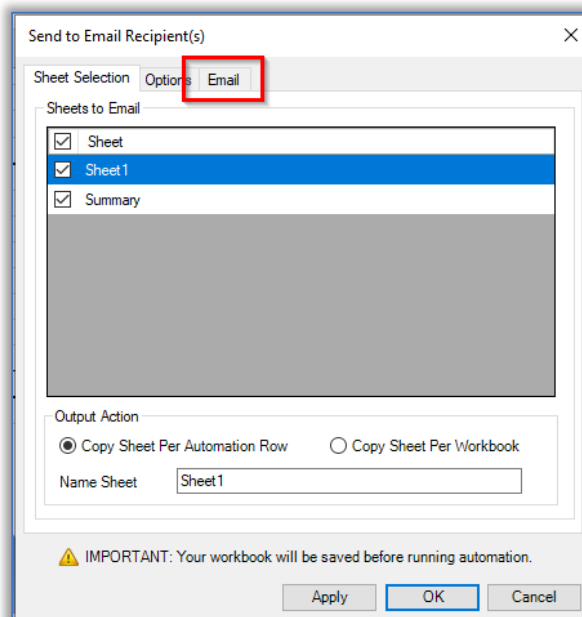 Send to Email Recipient(s)
Sheet Selection Options Email
Sheets to Email
Sheet
Sheet1
Summary
Output Action
Copy Sheet Per Automation Row Copy Sheet Per Workbook
Name Sheet Sheet1
IMPORTANT: Your workbook will be saved before running automation.
Apply OK Cancel